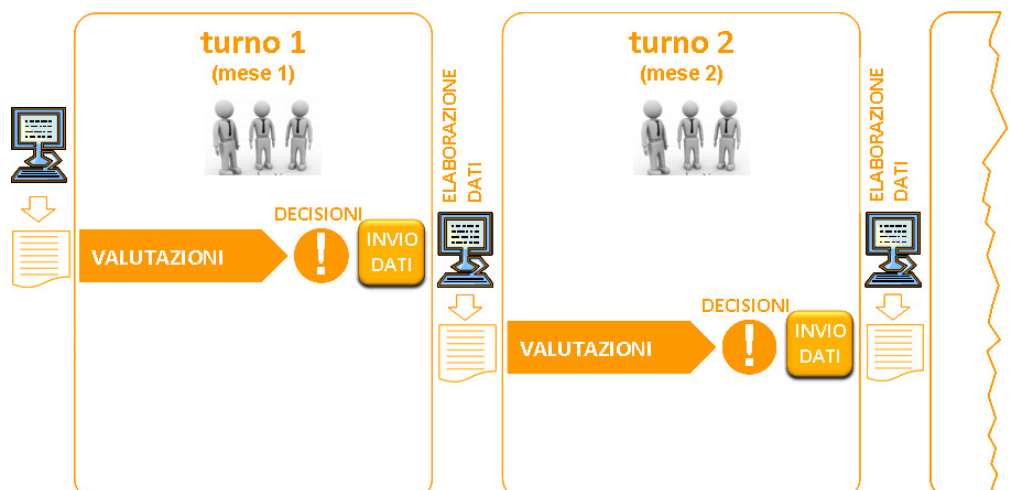 turno 1
(mese 1)
VALUTAZIONI
DECISIONI
!
INVIO
DATI
ELABORAZIONE
DATI
turno 2
(mese 2)
VALUTAZIONI
DECISIONI
!
INVIO
DATI
ELABORAZIONE
DATI